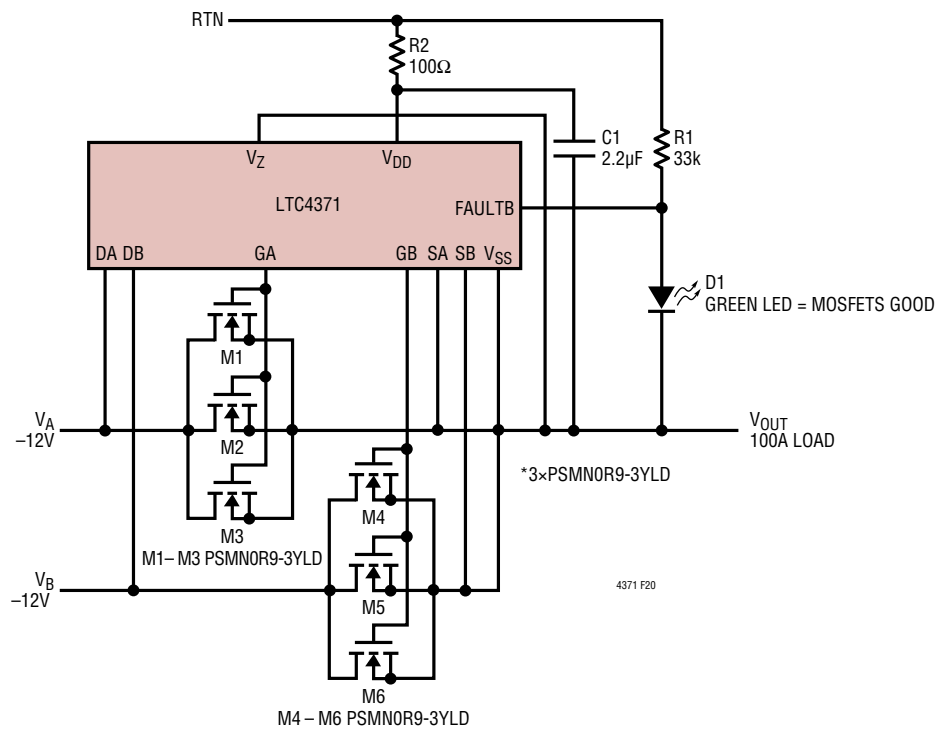 RTN
R2
100Ω
C1
2.2µF
R1
33k
VZ
VDD
LTC4371
FAULTB
DA DB GA GB SA SB VSS
D1
GREEN LED = MOSFETS GOOD
M1
VA
–12V
M2
VOUT
100A LOAD
M3
*3×PSMN0R9-3YLD
M4
M1– M3 PSMN0R9-3YLD
VB
–12V
M5
4371 F20
M6
M4 – M6 PSMN0R9-3YLD